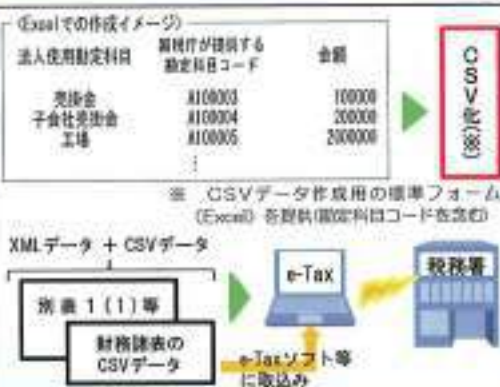 (Excelでの作成イメージ)
法人使用勘定科目 国税庁が提供する勘定科目コード 金額
売掛金 A100003 100000
子会社売掛金 A100004 200000
工場 A100005 2000000
⋮
CSV化(※)
※ CSVデータ作成用の標準フォーム
(Excel)を提供(勘定科目コードを含む)
XMLデータ + CSVデータ
別表1(1)等
財務諸表の
CSVデータ
e-Tax
税務署
e-Taxソフト等
に取込み